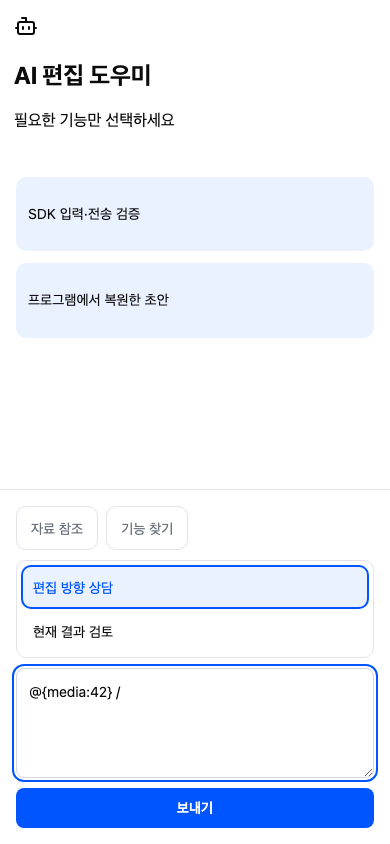 AI 편집 도우미
필요한 기능만 선택하세요
SDK 입력·전송 검증
프로그램에서 복원한 초안
자료 참조
기능 찾기
편집 방향 상담
현재 결과 검토
@{media:42} /
보내기